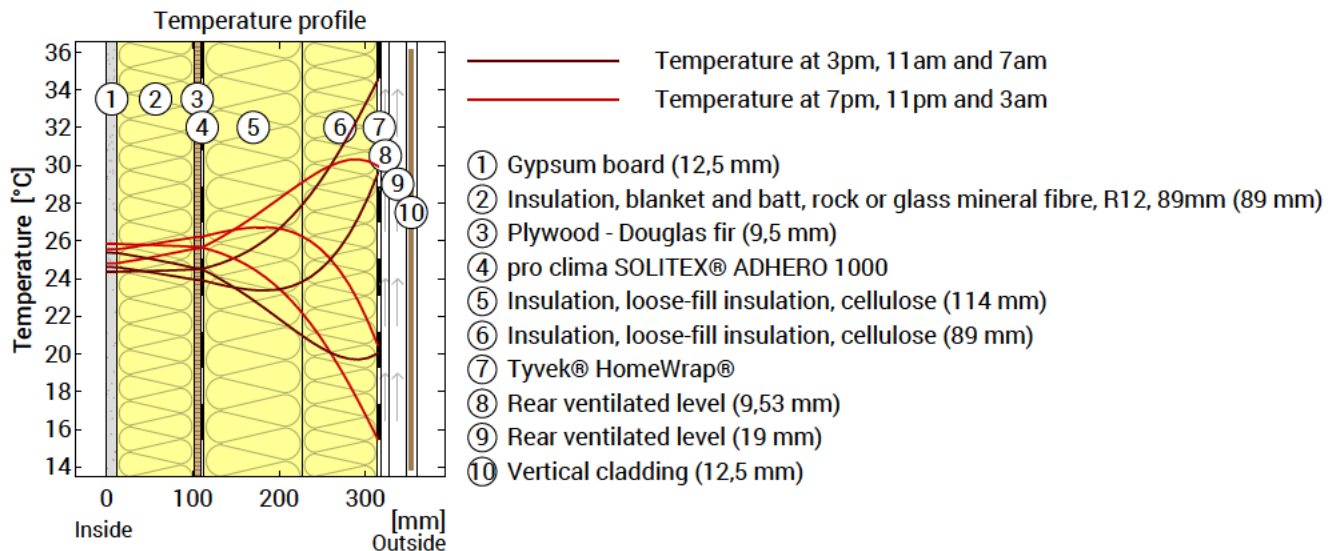 Temperature profile
36
34
32
30
28
26
24
22
20
18
16
14
Temperature [°C]
1
2
3
4
5
6
7
8
9
10
0
100
200
300
[mm]
Inside
Outside
Temperature at 3pm, 11am and 7am
Temperature at 7pm, 11pm and 3am
1 Gypsum board (12,5 mm)
2 Insulation, blanket and batt, rock or glass mineral fibre, R12, 89mm (89 mm)
3 Plywood - Douglas fir (9,5 mm)
4 pro clima SOLITEX® ADHERO 1000
5 Insulation, loose-fill insulation, cellulose (114 mm)
6 Insulation, loose-fill insulation, cellulose (89 mm)
7 Tyvek® HomeWrap®
8 Rear ventilated level (9,53 mm)
9 Rear ventilated level (19 mm)
10 Vertical cladding (12,5 mm)